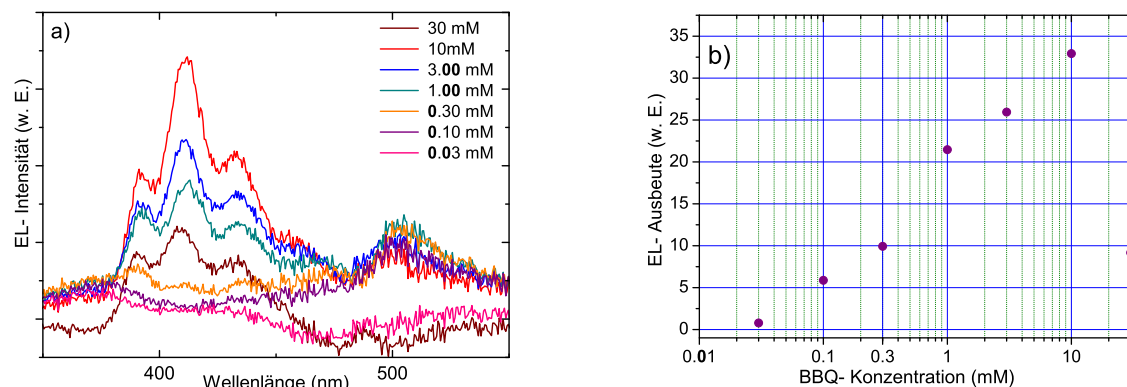 a)
30 mM
10mM
3.00 mM
1.00 mM
0.30 mM
0.10 mM
0.03 mM
EL- Intensität (w. E.)
400
500
Wellenlänge (nm)
b)
EL- Ausbeute (w. E.)
35
30
25
20
15
10
5
0
0.01
0.1
0.3
1
10
BBQ- Konzentration (mM)